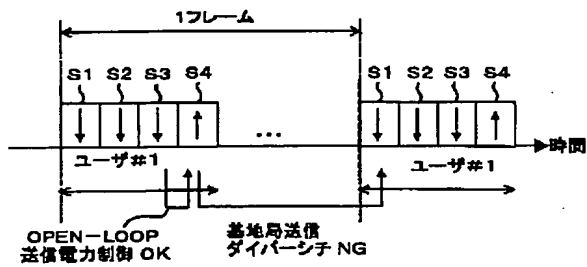 1フレーム
S1 S2 S3 S4
S1 S2 S3 S4
...
時間
ユーザ#1
ユーザ#1
OPEN-LOOP
送信電力制御 OK
基地局送信
ダイバーシチ NG